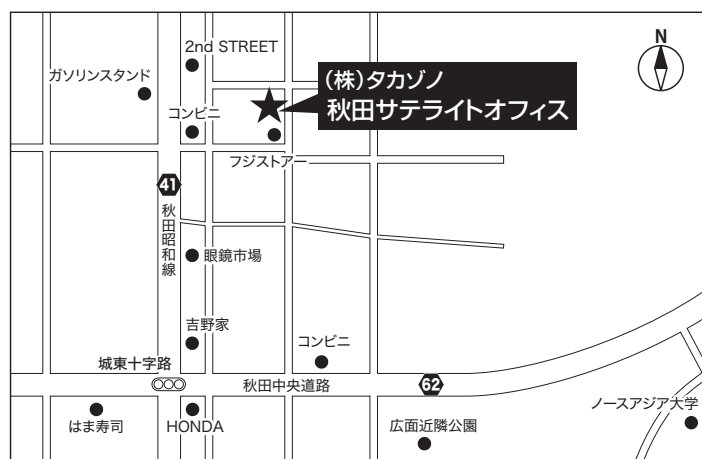 2nd STREET
N
ガソリンスタンド
(株)タカゾノ
秋田サテライトオフィス
コンビニ
フジストアー
41
秋田昭和線
眼鏡市場
吉野家
コンビニ
城東十字路
秋田中央道路
62
ノースアジア大学
はま寿司
HONDA
広面近隣公園